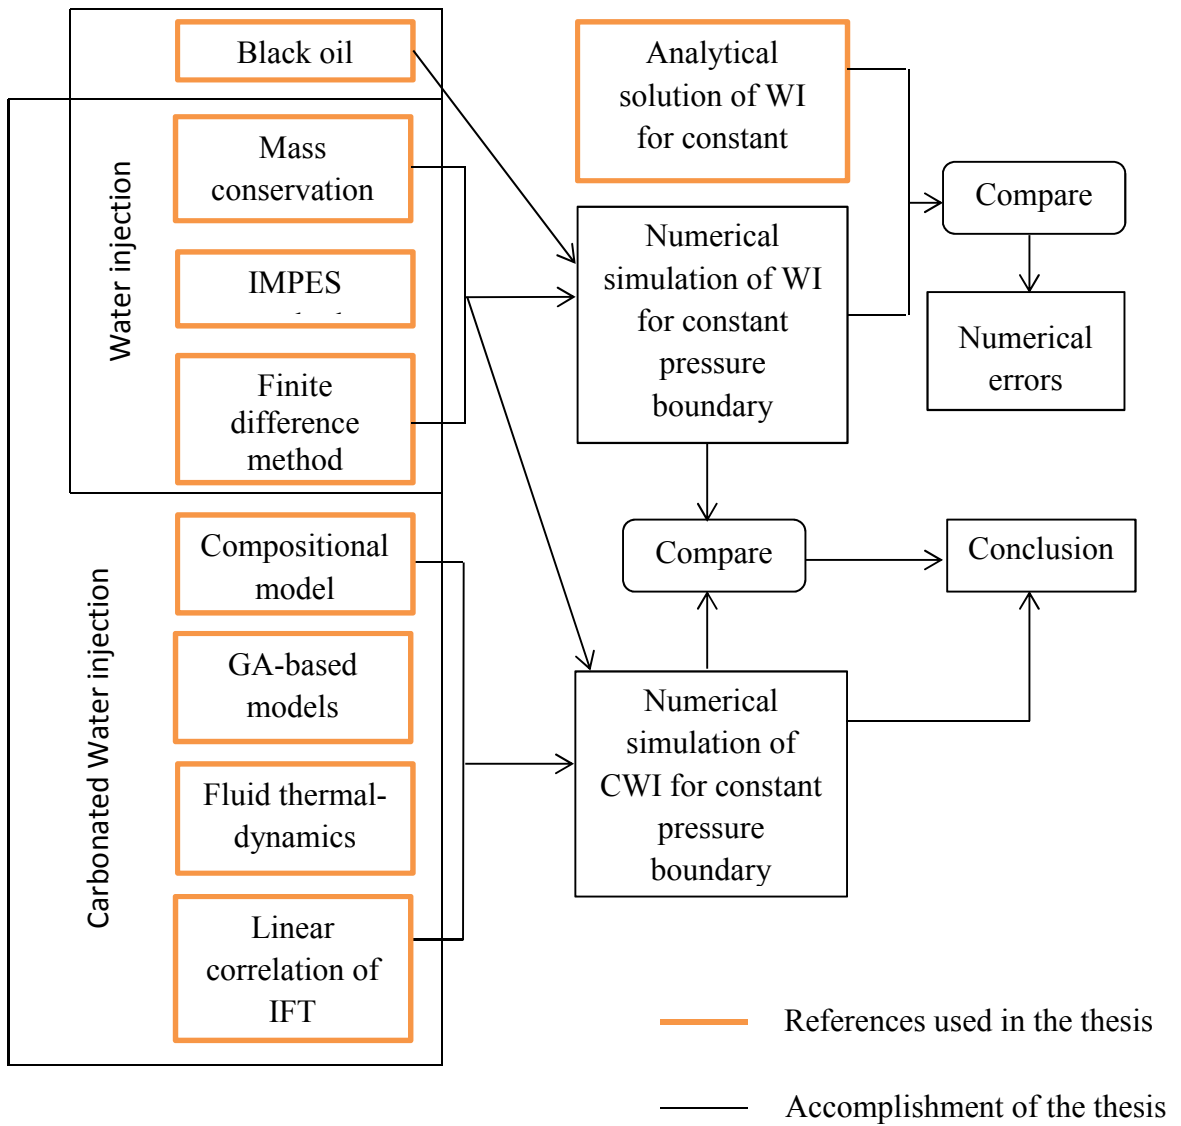 Black oil
Mass
conservation
IMPES
Finite
difference
method
Water injection
Compositional
model
GA-based
models
Fluid thermal-
dynamics
Linear
correlation of
IFT
Carbonated Water injection
Analytical
solution of WI
for constant
Numerical
simulation of WI
for constant
pressure
boundary
Compare
Numerical
errors
Compare
Conclusion
Numerical
simulation of
CWI for constant
pressure
boundary
References used in the thesis
Accomplishment of the thesis